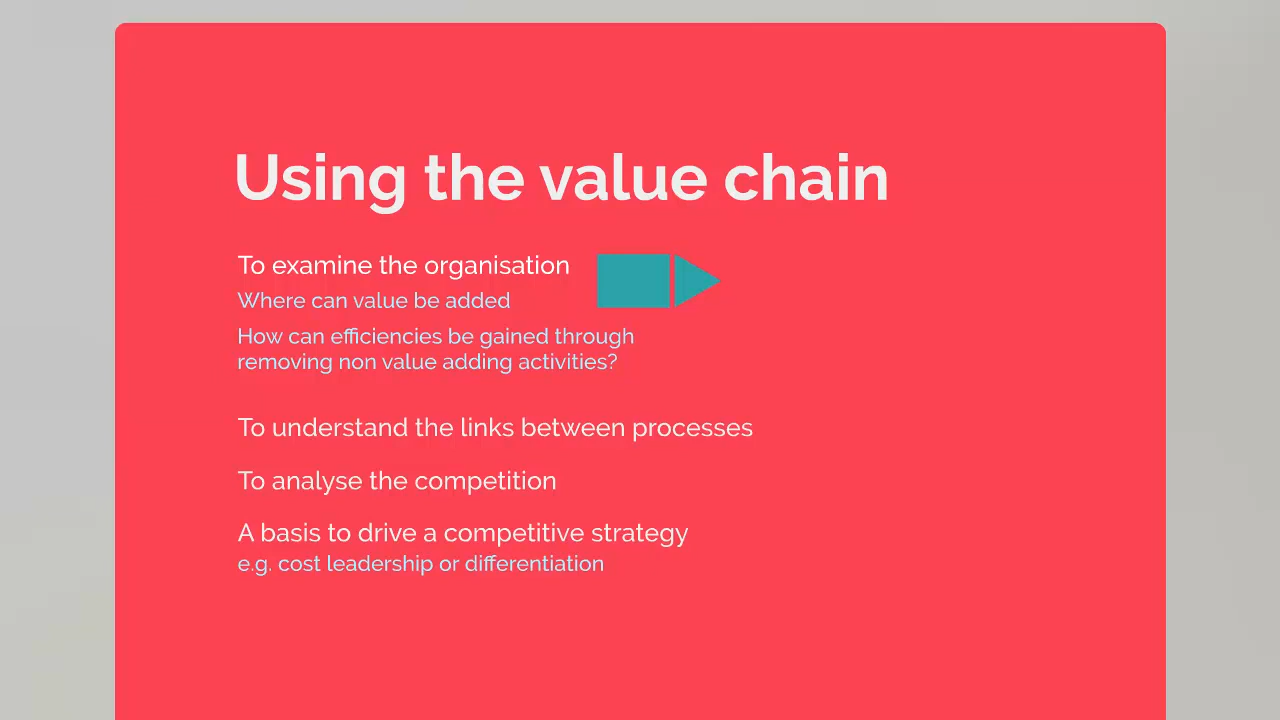 Using the value chain
To examine the organisation
Where can value be added
How can efficiencies be gained through
removing non value adding activities?
To understand the links between processes
To analyse the competition
A basis to drive a competitive strategy
e.g. cost leadership or differentiation